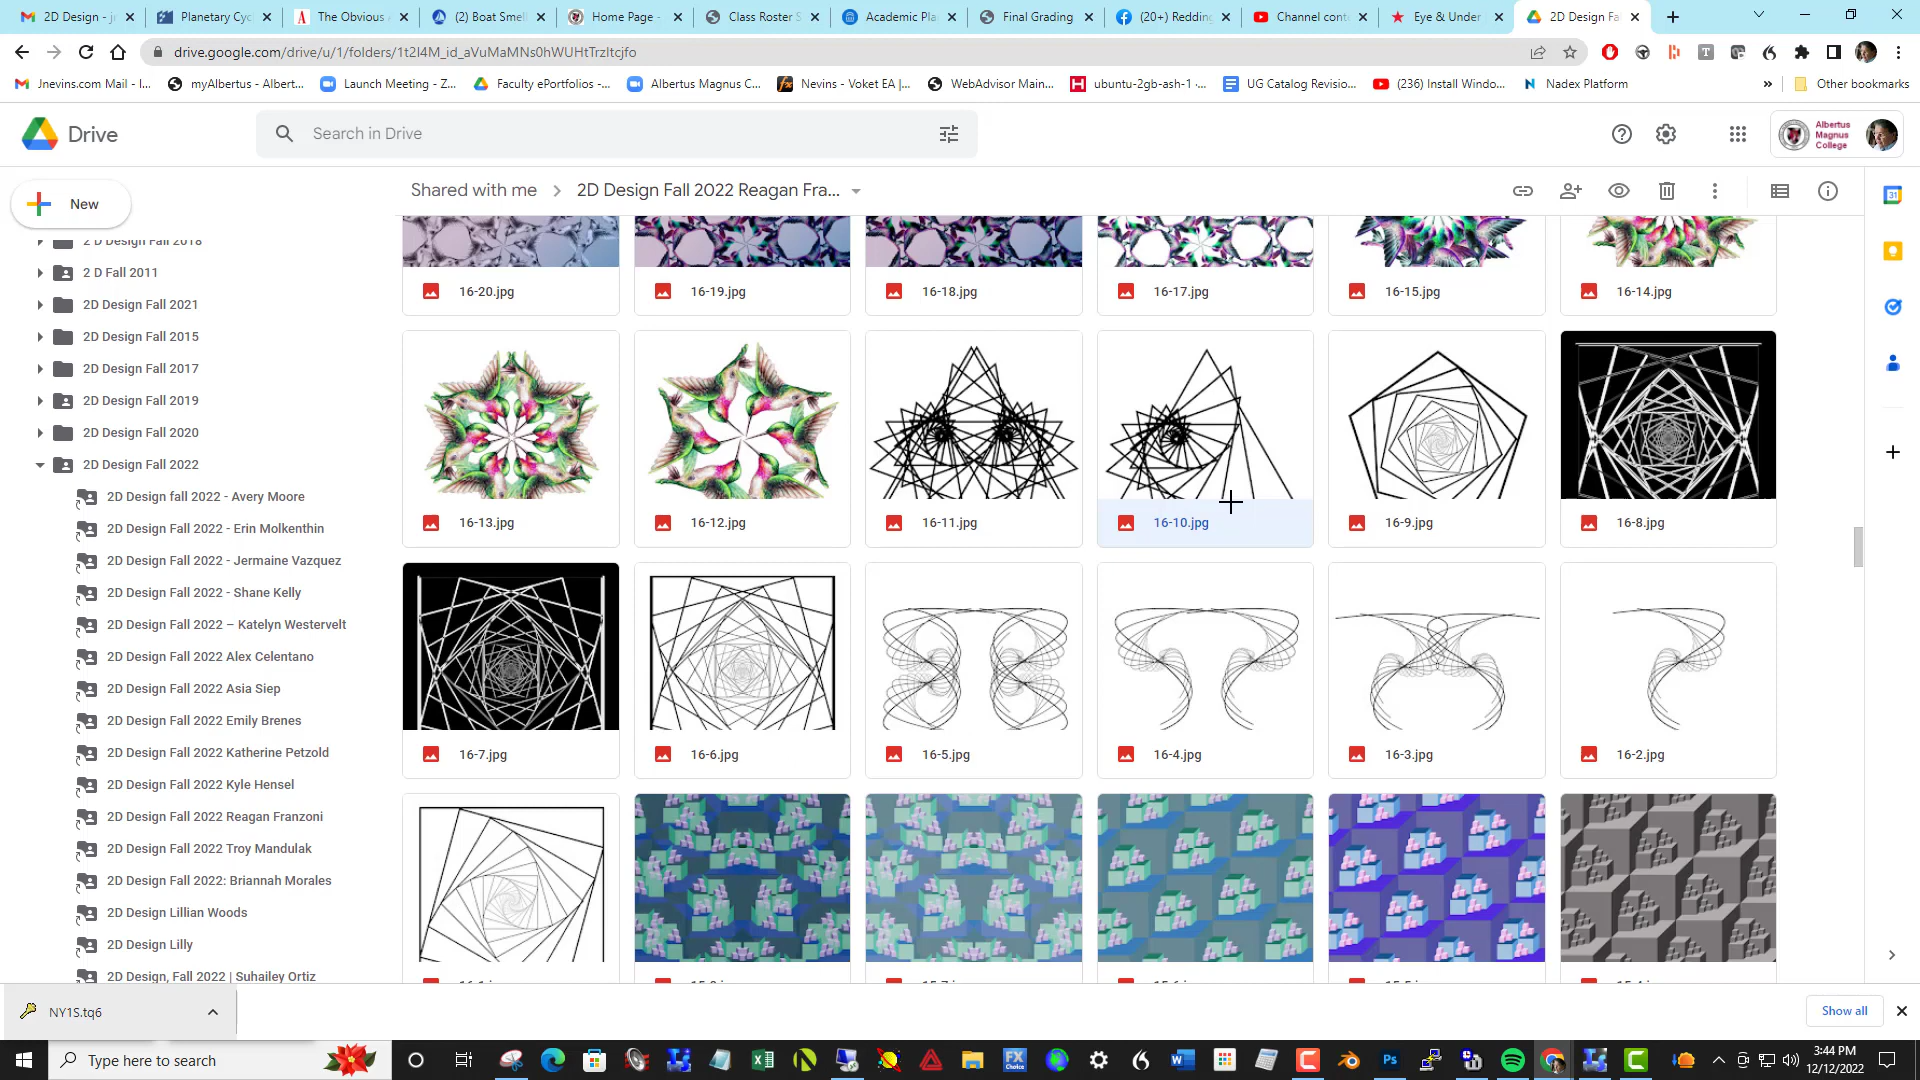 2D Design - jr
Planetary Cyc
The Obvious
(2) Boat Smel
Home Page -
Class Roster S
Academic Pla
Final Grading
(20+) Redding
Channel cont
Eye & Under
2D Design Fa
drive.google.com/drive/u/1/folders/1t2I4M_id_aVuMaMNs0hWUHtTrzItcjfo
Jnevins.com Mail - I...
myAlbertus - Albert...
Launch Meeting - Z...
Faculty ePortfolios -...
Albertus Magnus C...
Nevins - Voket EA |...
WebAdvisor Main...
ubuntu-2gb-ash-1 -...
UG Catalog Revisio...
(236) Install Windo...
Nadex Platform
»
Other bookmarks
Drive
Search in Drive
Albertus
Magnus
College
New
Shared with me
2D Design Fall 2022 Reagan Fra...
2 D Design Fall 2018
2 D Fall 2011
2D Design Fall 2021
2D Design Fall 2015
2D Design Fall 2017
2D Design Fall 2019
2D Design Fall 2020
2D Design Fall 2022
2D Design fall 2022 - Avery Moore
2D Design Fall 2022 - Erin Molkenthin
2D Design Fall 2022 - Jermaine Vazquez
2D Design Fall 2022 - Shane Kelly
2D Design Fall 2022 – Katelyn Westervelt
2D Design Fall 2022 Alex Celentano
2D Design Fall 2022 Asia Siep
2D Design Fall 2022 Emily Brenes
2D Design Fall 2022 Katherine Petzold
2D Design Fall 2022 Kyle Hensel
2D Design Fall 2022 Reagan Franzoni
2D Design Fall 2022 Troy Mandulak
2D Design Fall 2022: Briannah Morales
2D Design Lillian Woods
2D Design Lilly
2D Design, Fall 2022 | Suhailey Ortiz
16-20.jpg
16-19.jpg
16-18.jpg
16-17.jpg
16-15.jpg
16-14.jpg
16-13.jpg
16-12.jpg
16-11.jpg
16-10.jpg
16-9.jpg
16-8.jpg
16-7.jpg
16-6.jpg
16-5.jpg
16-4.jpg
16-3.jpg
16-2.jpg
31
NY1S.tq6
Show all
Type here to search
3:44 PM
12/12/2022